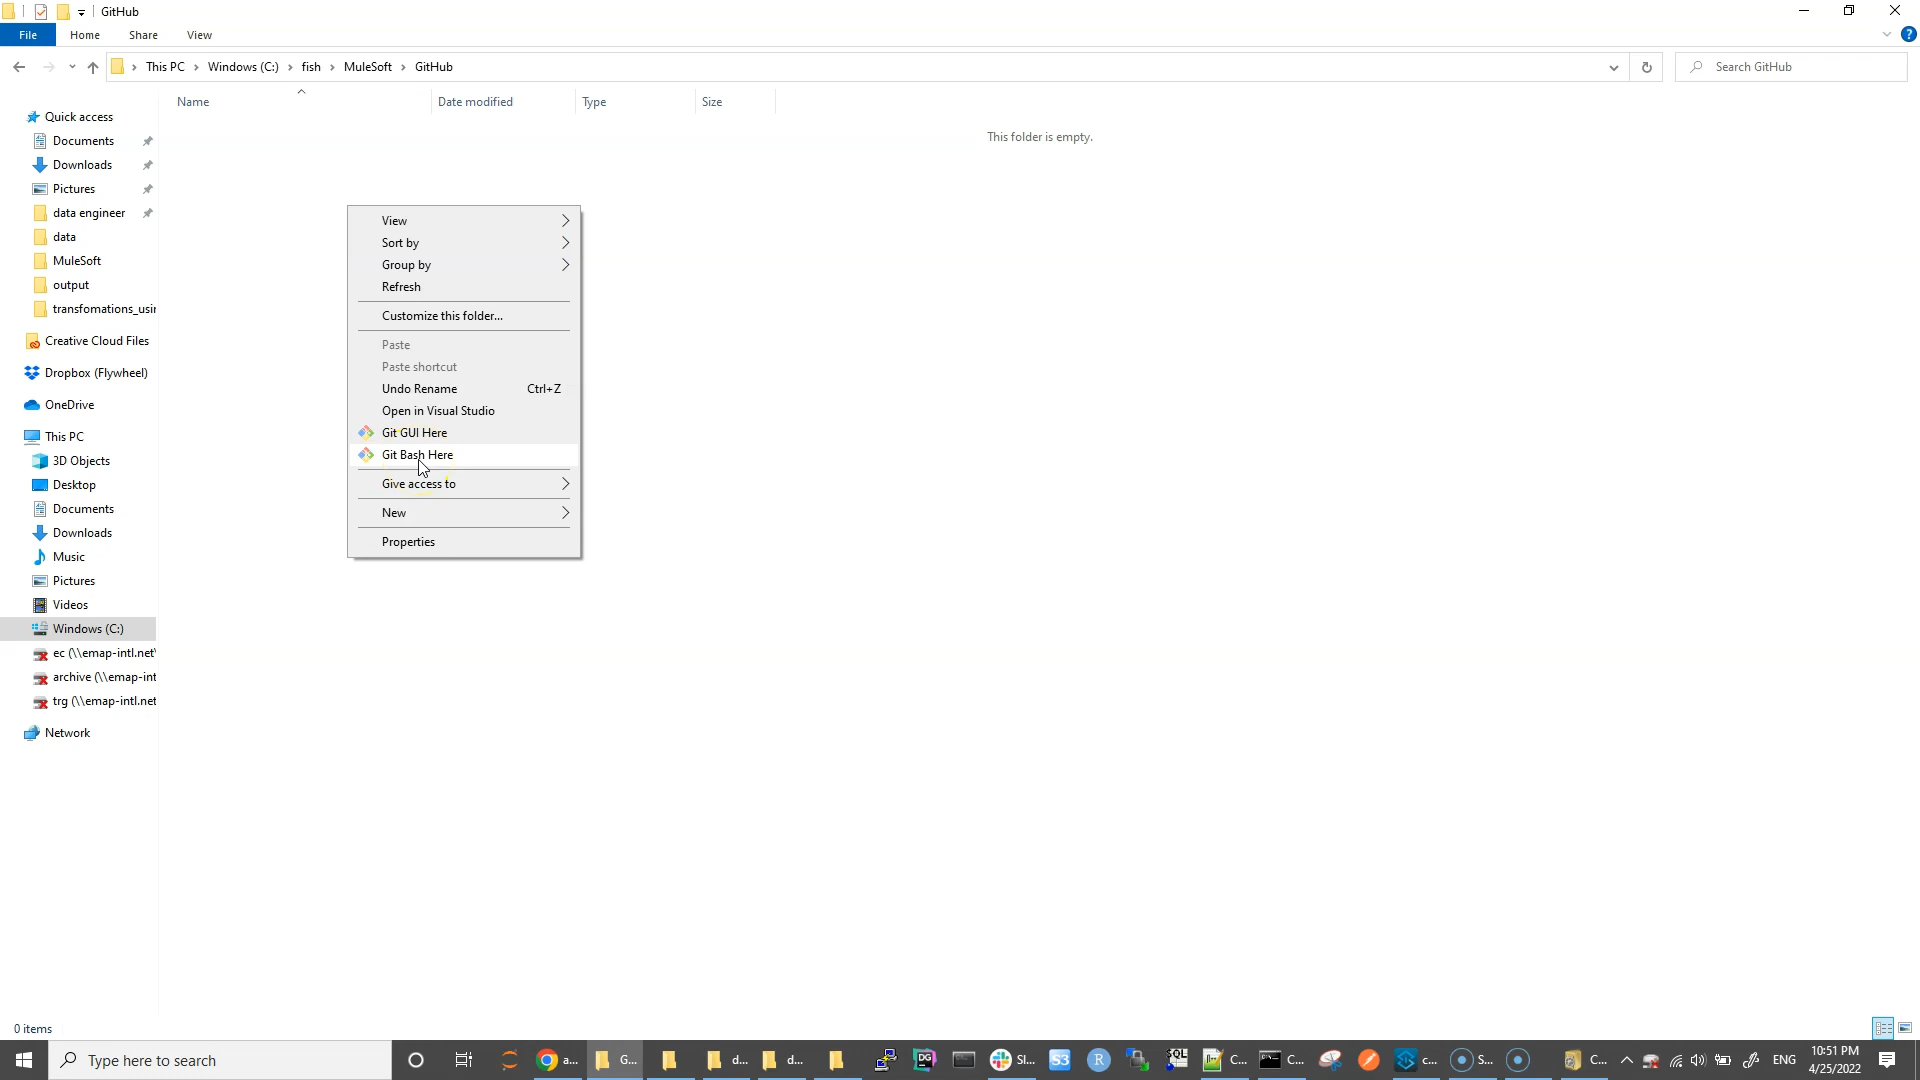 GitHub
File Home Share View
This PC Windows (C:) fish MuleSoft GitHub
Search GitHub
Name Date modified Type Size
This folder is empty.
Quick access
Documents
Downloads
Pictures
data engineer
data
MuleSoft
output
transfomations_usin
Creative Cloud Files
Dropbox (Flywheel)
OneDrive
This PC
3D Objects
Desktop
Documents
Downloads
Music
Pictures
Videos
Windows (C:)
ec (\\emap-intl.net\
archive (\\emap-int
trg (\\emap-intl.net
Network
View
Sort by
Group by
Refresh
Customize this folder...
Paste
Paste shortcut
Undo Rename Ctrl+Z
Open in Visual Studio
Git GUI Here
Git Bash Here
Give access to
New
Properties
0 items
Type here to search
a... G... d... d... DG Sl... S3 R SQL C... C... c... S... C... ENG
10:51 PM
4/25/2022